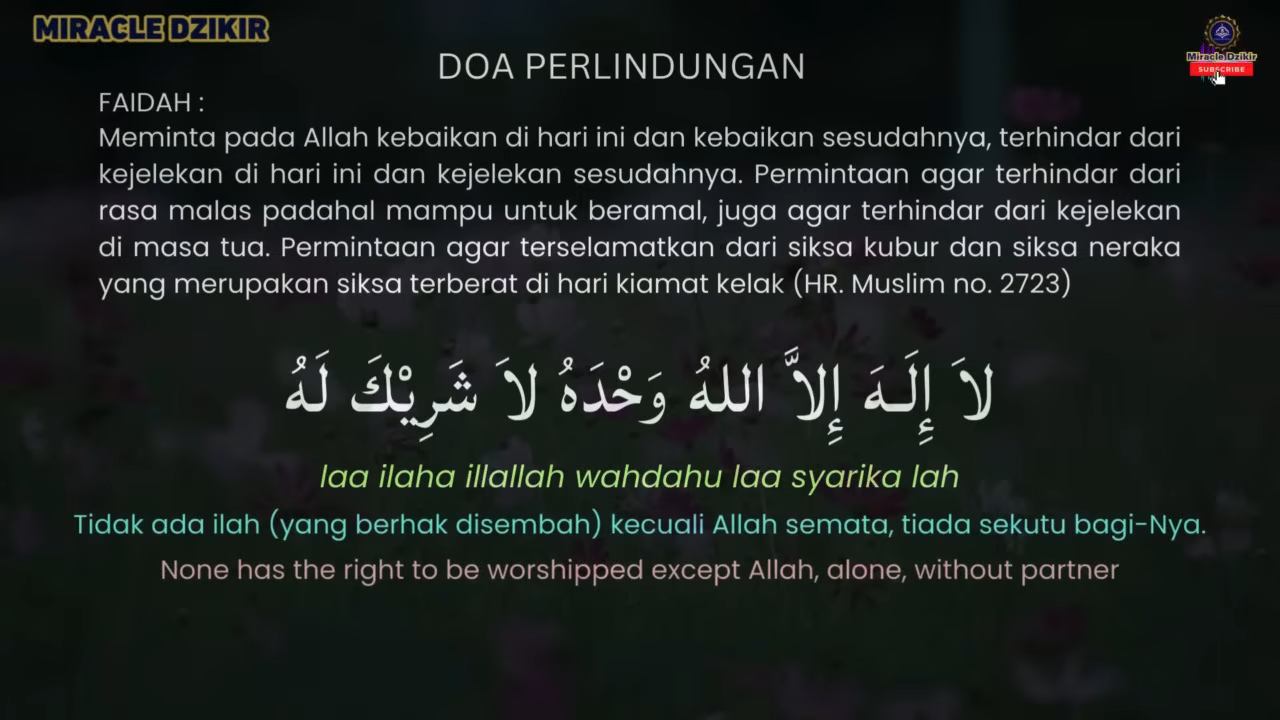 MIRACLE DZIKIR
Miracle Dzikir
SUBSCRIBE
DOA PERLINDUNGAN
FAIDAH :
Meminta pada Allah kebaikan di hari ini dan kebaikan sesudahnya, terhindar dari
kejelekan di hari ini dan kejelekan sesudahnya. Permintaan agar terhindar dari
rasa malas padahal mampu untuk beramal, juga agar terhindar dari kejelekan
di masa tua. Permintaan agar terselamatkan dari siksa kubur dan siksa neraka
yang merupakan siksa terberat di hari kiamat kelak (HR. Muslim no. 2723)
لاَ إِلَـهَ إِلاَّ اللهُ وَحْدَهُ لاَ شَرِيْكَ لَهُ
laa ilaha illallah wahdahu laa syarika lah
Tidak ada ilah (yang berhak disembah) kecuali Allah semata, tiada sekutu bagi-Nya.
None has the right to be worshipped except Allah, alone, without partner